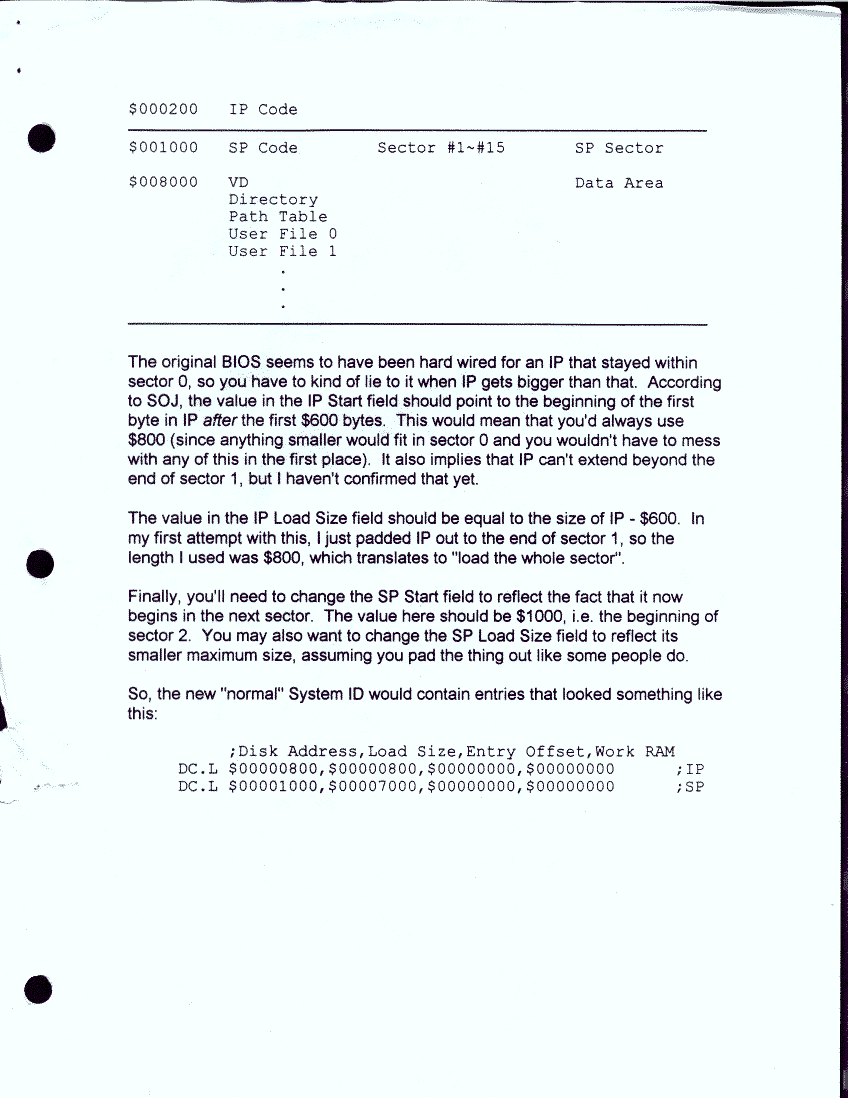 $000200 IP Code
$001000 SP Code Sector #1~#15 SP Sector
$008000 VD Data Area
Directory
Path Table
User File 0
User File 1
.
.
.
The original BIOS seems to have been hard wired for an IP that stayed within
sector 0, so you have to kind of lie to it when IP gets bigger than that. According
to SOJ, the value in the IP Start field should point to the beginning of the first
byte in IP after the first $600 bytes. This would mean that you'd always use
$800 (since anything smaller would fit in sector 0 and you wouldn't have to mess
with any of this in the first place). It also implies that IP can't extend beyond the
end of sector 1, but I haven't confirmed that yet.
The value in the IP Load Size field should be equal to the size of IP - $600. In
my first attempt with this, I just padded IP out to the end of sector 1, so the
length I used was $800, which translates to "load the whole sector".
Finally, you'll need to change the SP Start field to reflect the fact that it now
begins in the next sector. The value here should be $1000, i.e. the beginning of
sector 2. You may also want to change the SP Load Size field to reflect its
smaller maximum size, assuming you pad the thing out like some people do.
So, the new "normal" System ID would contain entries that looked something like
this:
;Disk Address,Load Size,Entry Offset,Work RAM
DC.L $00000800,$00000800,$00000000,$00000000 ;IP
DC.L $00001000,$00007000,$00000000,$00000000 ;SP